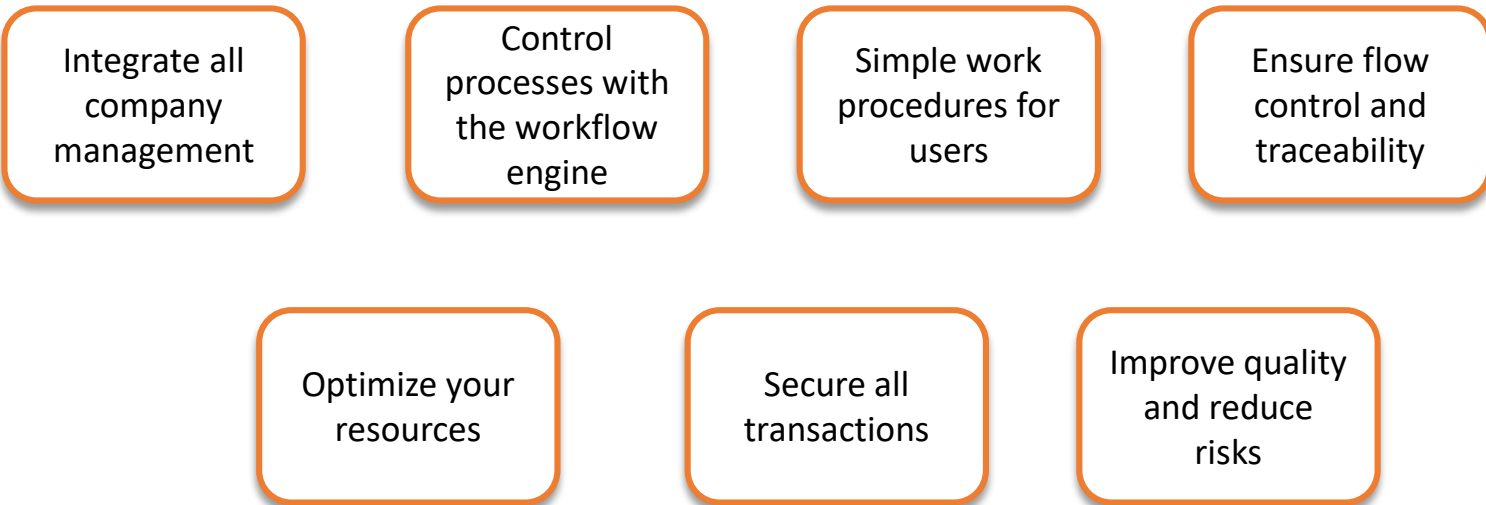 Integrate all
company
management
Control
processes with
the workflow
engine
Simple work
procedures for
users
Ensure flow
control and
traceability
Optimize your
resources
Secure all
transactions
Improve quality
and reduce
risks